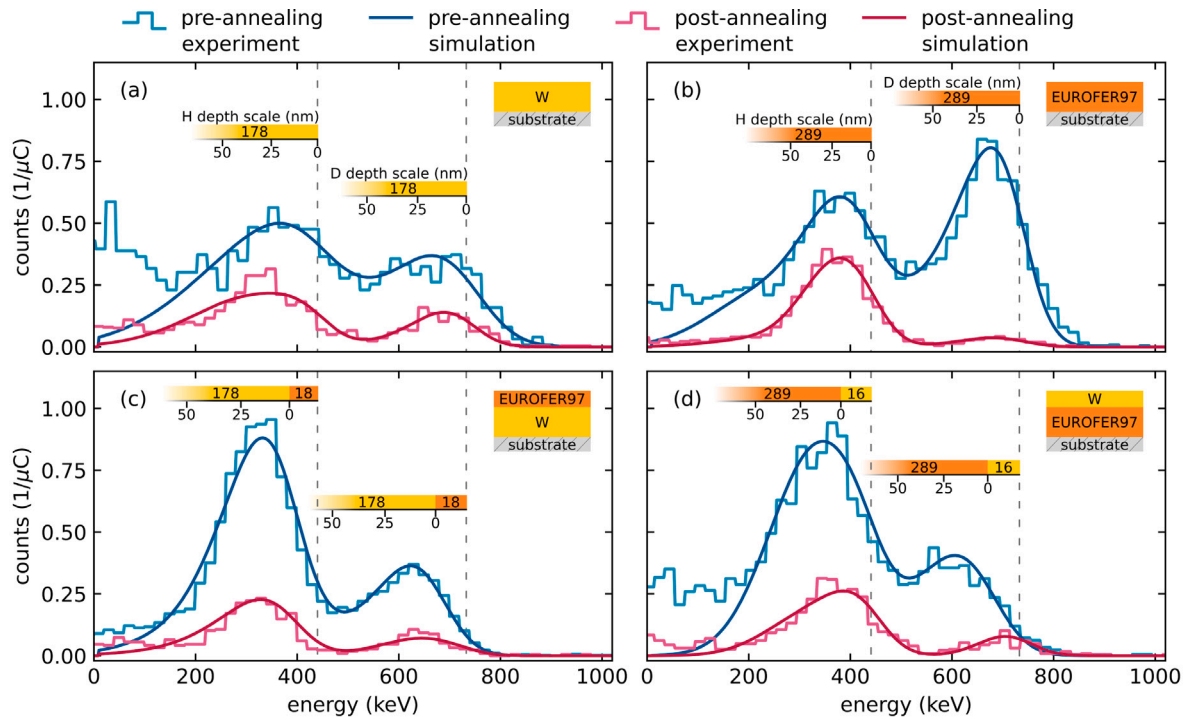 pre-annealing experiment
pre-annealing simulation
post-annealing experiment
post-annealing simulation
(a)
1.00
0.75
0.50
0.25
0.00
counts (1/μC)
H depth scale (nm)
178
50 25 0
D depth scale (nm)
178
50 25 0
W
substrate
(b)
H depth scale (nm)
289
50 25 0
D depth scale (nm)
289
50 25 0
EUROFER97
substrate
(c)
1.00
0.75
0.50
0.25
0.00
counts (1/μC)
178 18
50 25 0
178 18
50 25 0
EUROFER97
W
substrate
0 200 400 600 800 1000
energy (keV)
(d)
289 16
50 25 0
289 16
50 25 0
W
EUROFER97
substrate
0 200 400 600 800 1000
energy (keV)